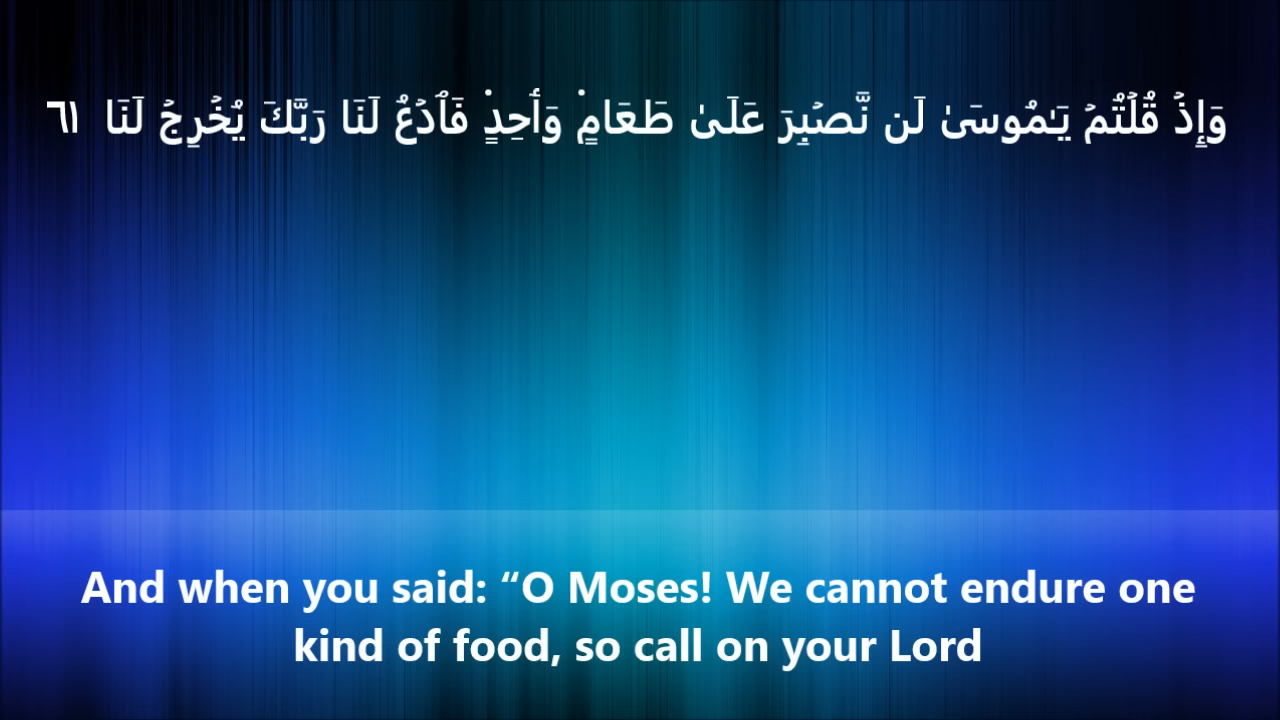 وَإِذۡ قُلۡتُمۡ يَٰمُوسَىٰ لَن نَّصۡبِرَ عَلَىٰ طَعَامٖ وَٰحِدٖ فَٱدۡعُ لَنَا رَبَّكَ يُخۡرِجۡ لَنَا ٦١
And when you said: “O Moses! We cannot endure one
kind of food, so call on your Lord